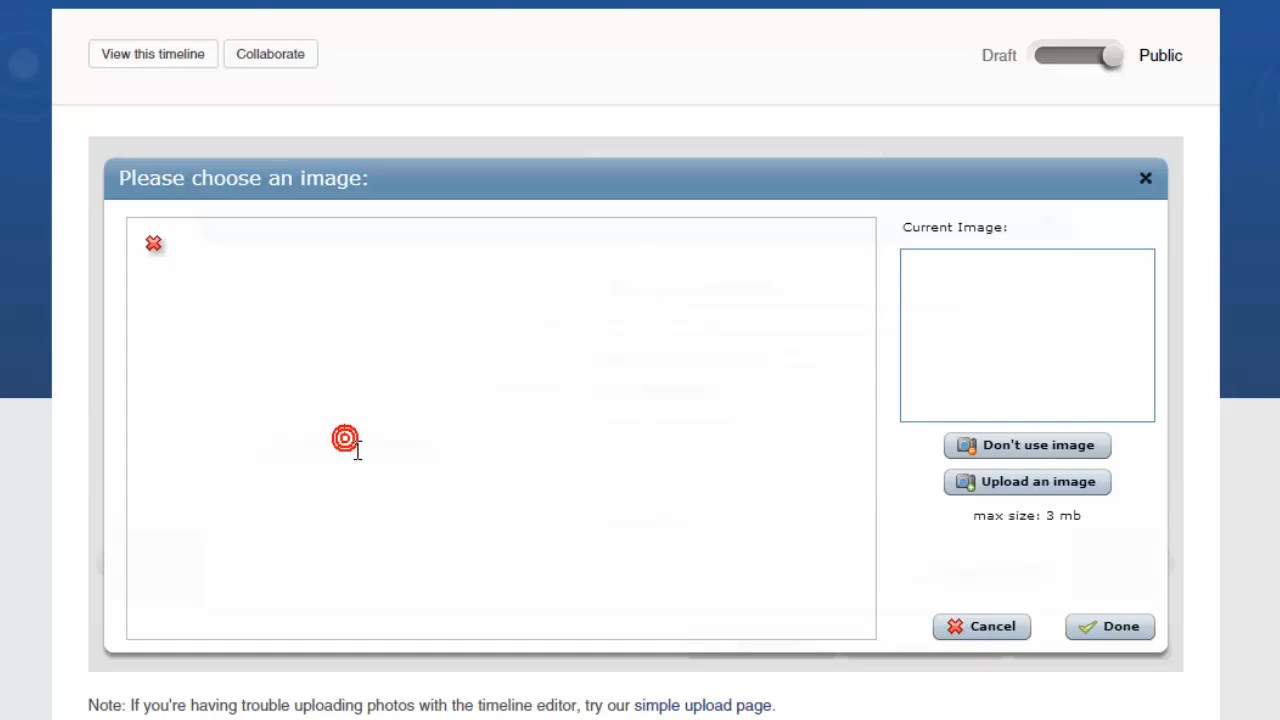 View this timeline
Collaborate
Draft
Public
Please choose an image:
Current Image:
Don't use image
Upload an image
max size: 3 mb
Cancel
Done
Note: If you're having trouble uploading photos with the timeline editor, try our simple upload page.